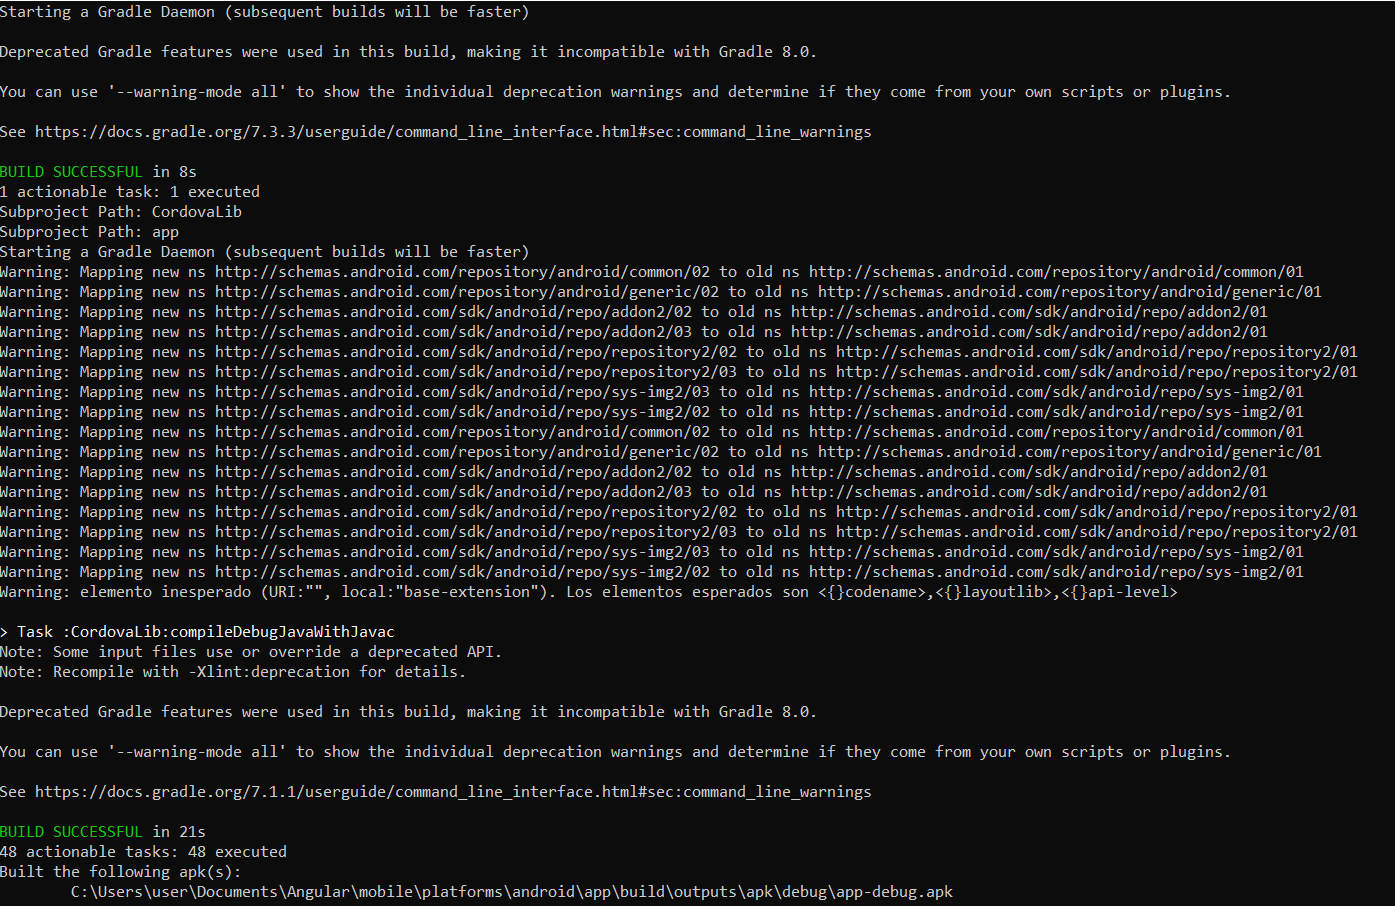 Starting a Gradle Daemon (subsequent builds will be faster)
Deprecated Gradle features were used in this build, making it incompatible with Gradle 8.0.
You can use '--warning-mode all' to show the individual deprecation warnings and determine if they come from your own scripts or plugins.
See https://docs.gradle.org/7.3.3/userguide/command_line_interface.html#sec:command_line_warnings
BUILD SUCCESSFUL in 8s
1 actionable task: 1 executed
Subproject Path: CordovaLib
Subproject Path: app
Starting a Gradle Daemon (subsequent builds will be faster)
Warning: Mapping new ns http://schemas.android.com/repository/android/common/02 to old ns http://schemas.android.com/repository/android/common/01
Warning: Mapping new ns http://schemas.android.com/repository/android/generic/02 to old ns http://schemas.android.com/repository/android/generic/01
Warning: Mapping new ns http://schemas.android.com/sdk/android/repo/addon2/02 to old ns http://schemas.android.com/sdk/android/repo/addon2/01
Warning: Mapping new ns http://schemas.android.com/sdk/android/repo/addon2/03 to old ns http://schemas.android.com/sdk/android/repo/addon2/01
Warning: Mapping new ns http://schemas.android.com/sdk/android/repo/repository2/02 to old ns http://schemas.android.com/sdk/android/repo/repository2/01
Warning: Mapping new ns http://schemas.android.com/sdk/android/repo/repository2/03 to old ns http://schemas.android.com/sdk/android/repo/repository2/01
Warning: Mapping new ns http://schemas.android.com/sdk/android/repo/sys-img2/03 to old ns http://schemas.android.com/sdk/android/repo/sys-img2/01
Warning: Mapping new ns http://schemas.android.com/sdk/android/repo/sys-img2/02 to old ns http://schemas.android.com/sdk/android/repo/sys-img2/01
Warning: Mapping new ns http://schemas.android.com/repository/android/common/02 to old ns http://schemas.android.com/repository/android/common/01
Warning: Mapping new ns http://schemas.android.com/repository/android/generic/02 to old ns http://schemas.android.com/repository/android/generic/01
Warning: Mapping new ns http://schemas.android.com/sdk/android/repo/addon2/02 to old ns http://schemas.android.com/sdk/android/repo/addon2/01
Warning: Mapping new ns http://schemas.android.com/sdk/android/repo/addon2/03 to old ns http://schemas.android.com/sdk/android/repo/addon2/01
Warning: Mapping new ns http://schemas.android.com/sdk/android/repo/repository2/02 to old ns http://schemas.android.com/sdk/android/repo/repository2/01
Warning: Mapping new ns http://schemas.android.com/sdk/android/repo/repository2/03 to old ns http://schemas.android.com/sdk/android/repo/repository2/01
Warning: Mapping new ns http://schemas.android.com/sdk/android/repo/sys-img2/03 to old ns http://schemas.android.com/sdk/android/repo/sys-img2/01
Warning: Mapping new ns http://schemas.android.com/sdk/android/repo/sys-img2/02 to old ns http://schemas.android.com/sdk/android/repo/sys-img2/01
Warning: elemento inesperado (URI:"", local:"base-extension"). Los elementos esperados son <{}codename>,<{}layoutlib>,<{}api-level>
> Task :CordovaLib:compileDebugJavaWithJavac
Note: Some input files use or override a deprecated API.
Note: Recompile with -Xlint:deprecation for details.
Deprecated Gradle features were used in this build, making it incompatible with Gradle 8.0.
You can use '--warning-mode all' to show the individual deprecation warnings and determine if they come from your own scripts or plugins.
See https://docs.gradle.org/7.1.1/userguide/command_line_interface.html#sec:command_line_warnings
BUILD SUCCESSFUL in 21s
48 actionable tasks: 48 executed
Built the following apk(s):
C:\Users\user\Documents\Angular\mobile\platforms\android\app\build\outputs\apk\debug\app-debug.apk